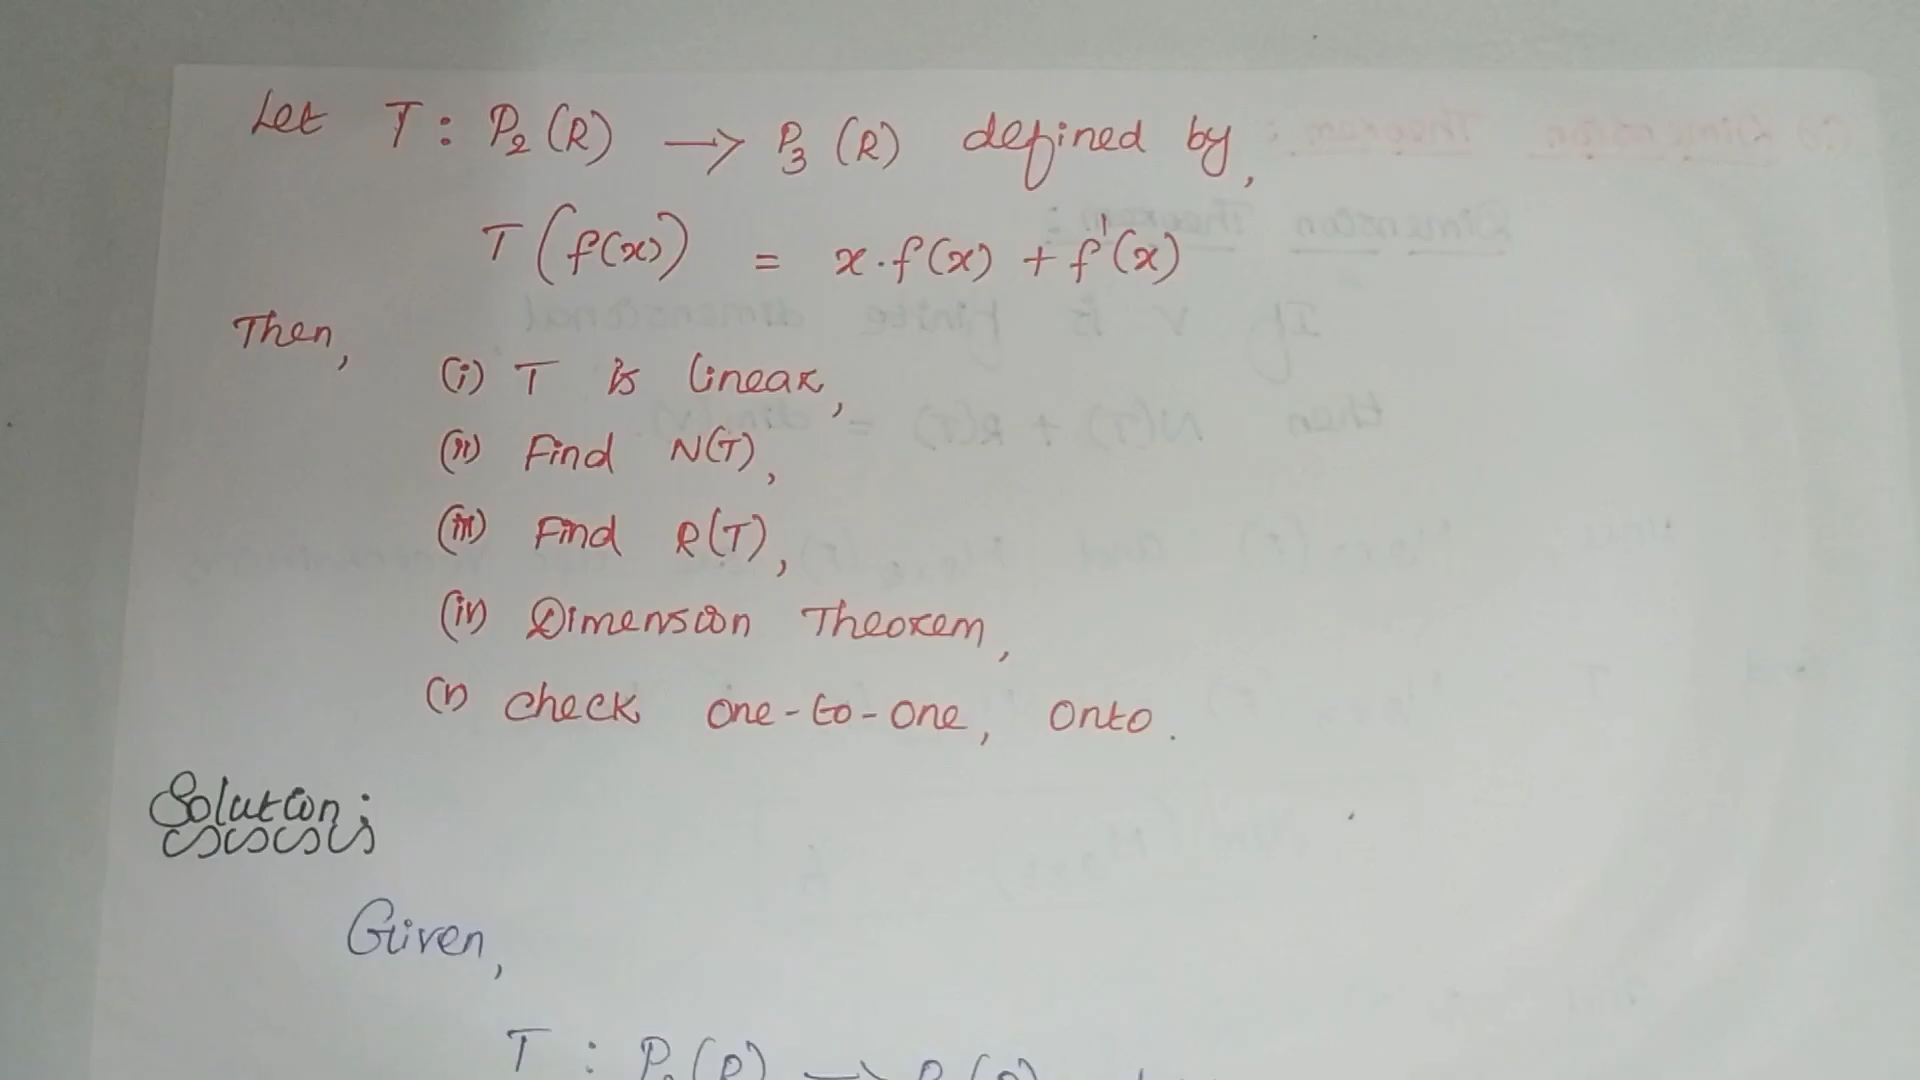 Let T : P₂(R) → P₃(R) defined by,
T(f(x)) = x·f(x) + f'(x)
Then,
(i) T is linear,
(ii) Find N(T),
(iii) Find R(T),
(iv) Dimension Theorem,
(v) check one-to-one, onto.
Solution;
Given,
T :